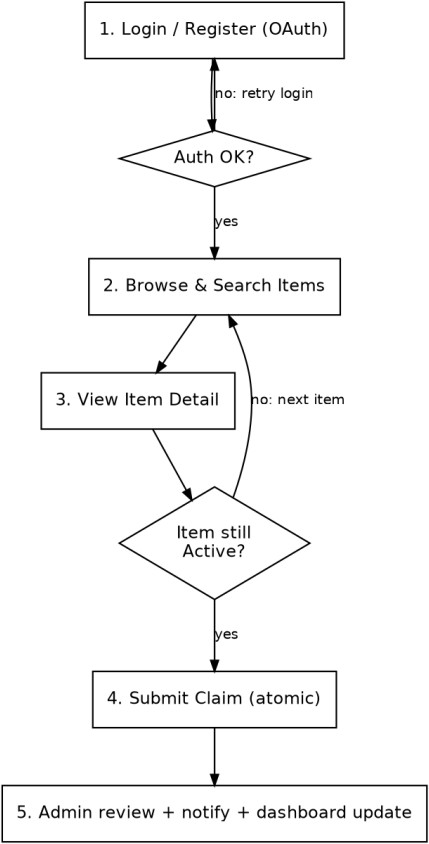 1. Login / Register (OAuth)
no: retry login
Auth OK?
yes
2. Browse & Search Items
3. View Item Detail
no: next item
Item still
Active?
yes
4. Submit Claim (atomic)
5. Admin review + notify + dashboard update